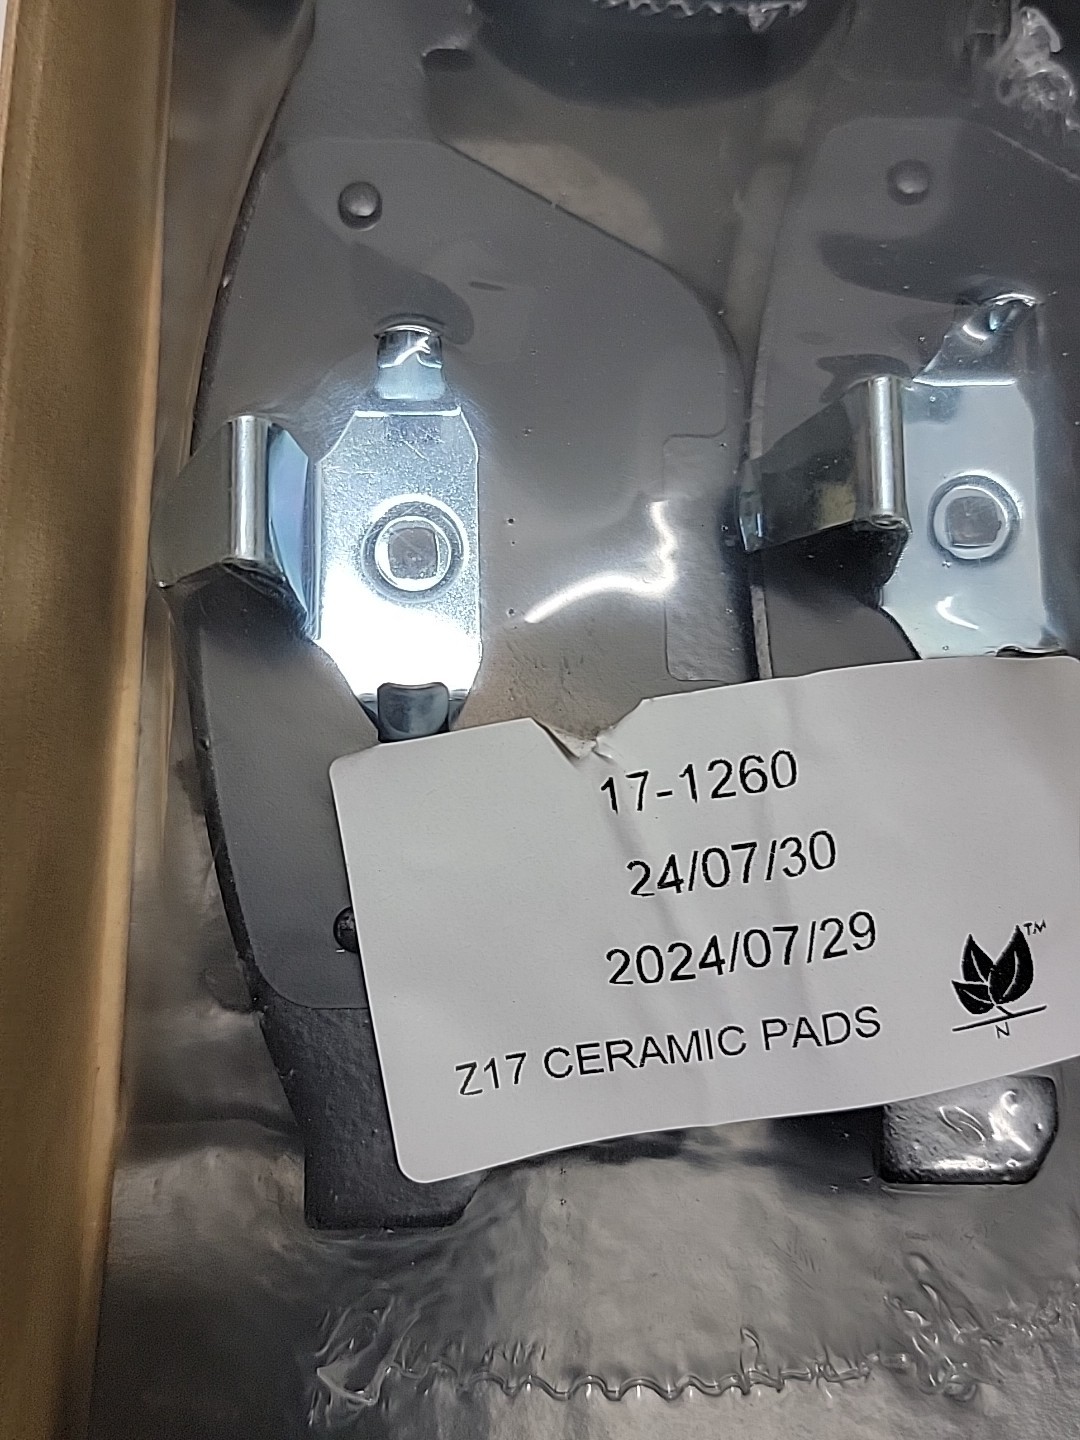 17-1260
24/07/30
2024/07/29
Z17 CERAMIC PADS
TM
N